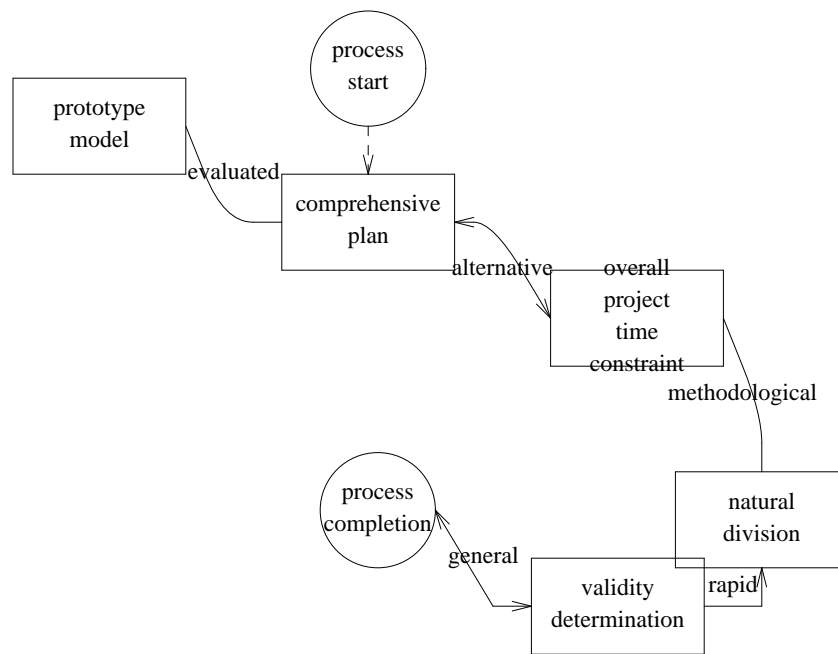 process
start
prototype
model
evaluated
comprehensive
plan
alternative
overall
project
time
constraint
methodological
process
completion
natural
division
general
validity
determination
rapid